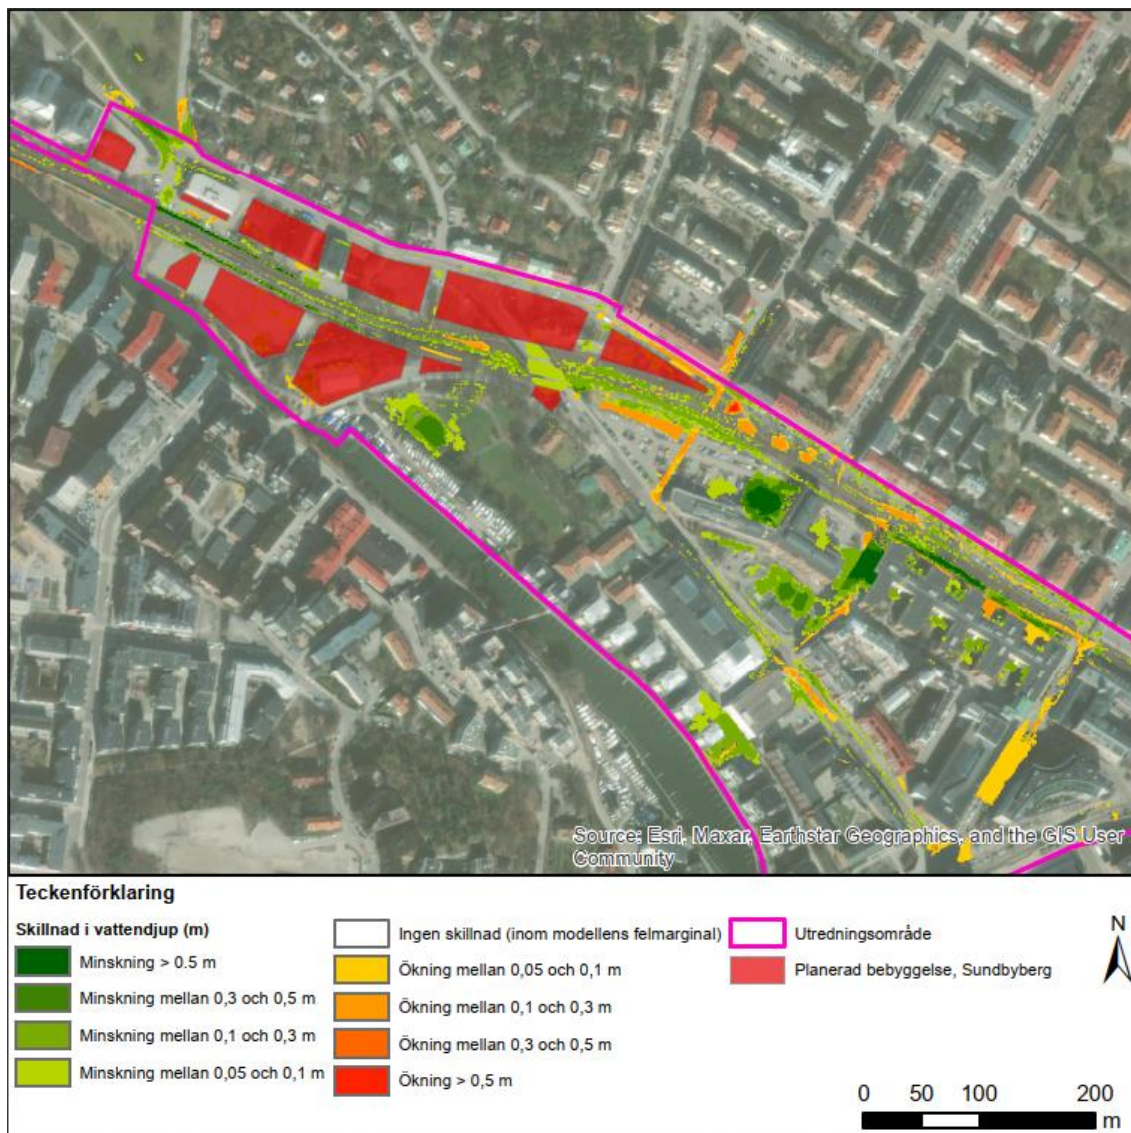 Source: Esri, Maxar, Earthstar Geographics, and the GIS User
Community
Teckenförklaring
Skillnad i vattendjup (m)
Minskning > 0.5 m
Minskning mellan 0,3 och 0,5 m
Minskning mellan 0,1 och 0,3 m
Minskning mellan 0,05 och 0,1 m
Ingen skillnad (inom modellens felmarginal)
Ökning mellan 0,05 och 0,1 m
Ökning mellan 0,1 och 0,3 m
Ökning mellan 0,3 och 0,5 m
Ökning > 0,5 m
Utredningsområde
Planerad bebyggelse, Sundbyberg
N
0 50 100 200
m